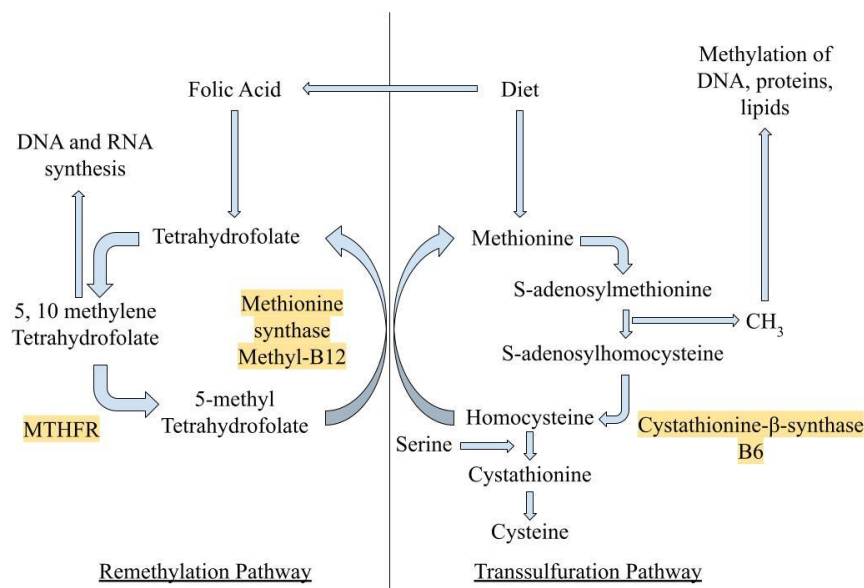 Methylation of
DNA, proteins,
lipids
Folic Acid
Diet
DNA and RNA
synthesis
Tetrahydrofolate
Methionine
5, 10 methylene
Tetrahydrofolate
Methionine
synthase
Methyl-B12
S-adenosylmethionine
CH₃
S-adenosylhomocysteine
MTHFR
5-methyl
Tetrahydrofolate
Homocysteine
Cystathionine-β-synthase
B6
Serine
Cystathionine
Cysteine
Remethylation Pathway
Transsulfuration Pathway